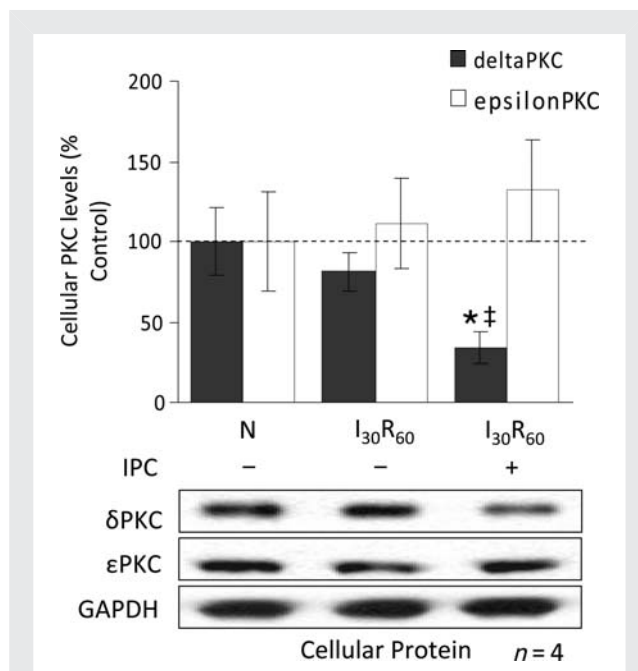 deltaPKC
epsilonPKC
Cellular PKC levels (%
Control)
200
150
100
50
0
*‡
N I₃₀R₆₀ I₃₀R₆₀
IPC – – +
δPKC
εPKC
GAPDH
Cellular Protein n = 4